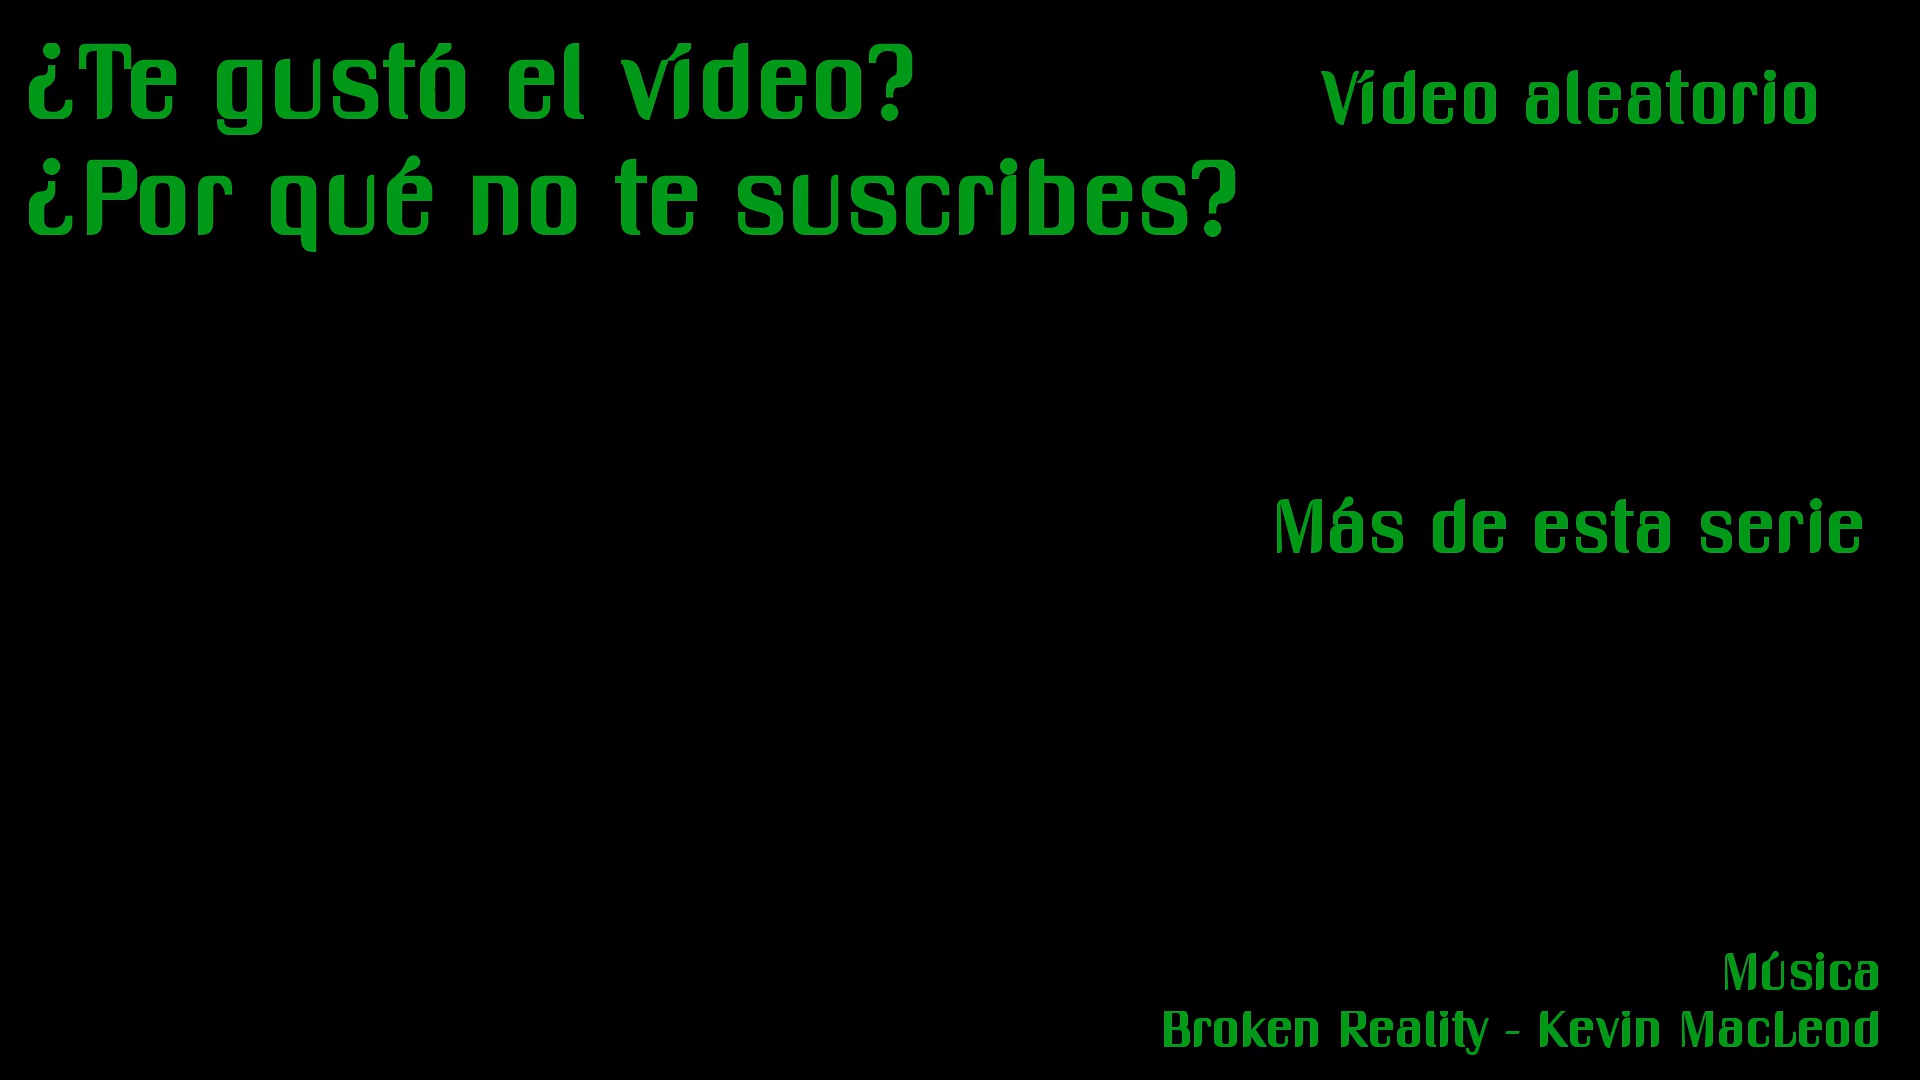 ¿Te gustó el vídeo?
¿Por qué no te suscribes?
Vídeo aleatorio
Más de esta serie
Música
Broken Reality - Kevin MacLeod